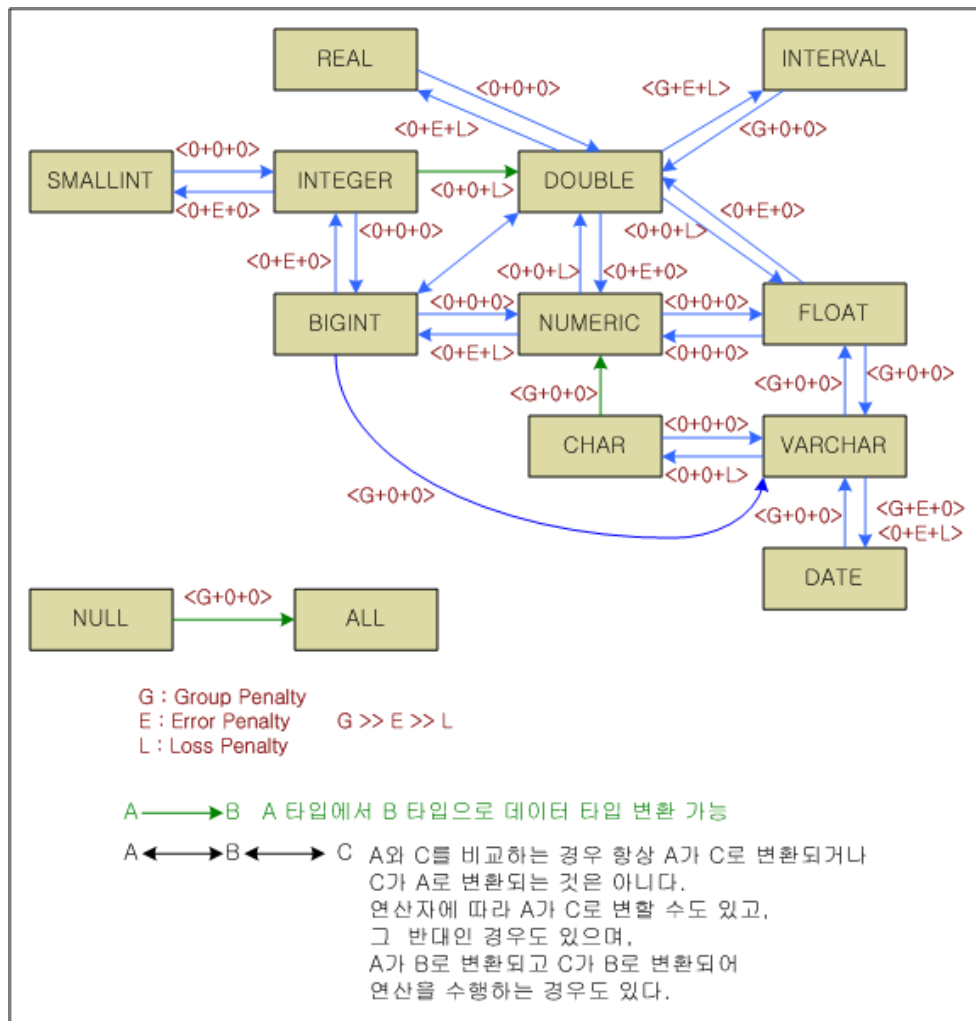 REAL
INTERVAL
<0+0+0>
<G+E+L>
<0+E+L>
<G+0+0>
<0+0+0>
SMALLINT
INTEGER
DOUBLE
<0+E+0>
<0+0+L>
<0+E+0>
<0+0+0>
<0+0+L>
<0+E+0>
<0+0+L>
<0+E+0>
BIGINT
<0+0+0>
NUMERIC
<0+0+0>
FLOAT
<0+E+L>
<0+0+0>
<G+0+0>
<G+0+0>
<G+0+0>
CHAR
<0+0+0>
VARCHAR
<0+0+L>
<G+0+0>
<G+0+0>
<G+E+0>
<0+E+L>
DATE
<G+0+0>
NULL
ALL
G : Group Penalty
E : Error Penalty G >> E >> L
L : Loss Penalty
A B A 타입에서 B 타입으로 데이터 타입 변환 가능
A B C A와 C를 비교하는 경우 항상 A가 C로 변환되거나
C가 A로 변환되는 것은 아니다.
연산자에 따라 A가 C로 변할 수도 있고,
그 반대인 경우도 있으며,
A가 B로 변환되고 C가 B로 변환되어
연산을 수행하는 경우도 있다.